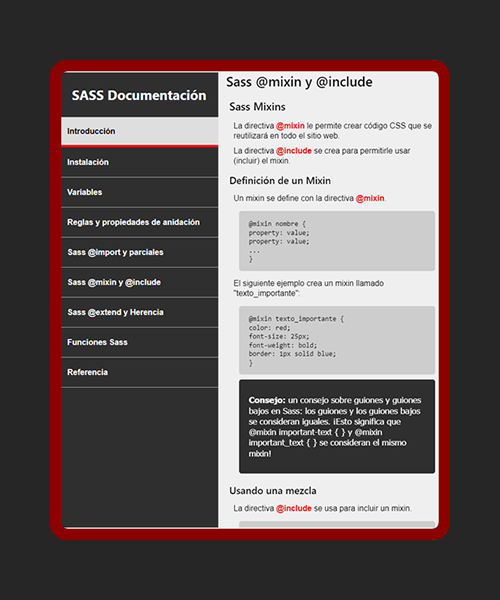 SASS Documentación
Introducción
Instalación
Variables
Reglas y propiedades de anidación
Sass @import y parciales
Sass @mixin y @include
Sass @extend y Herencia
Funciones Sass
Referencia
Sass @mixin y @include
Sass Mixins
La directiva @mixin le permite crear código CSS que se
reutilizará en todo el sitio web.
La directiva @include se crea para permitirle usar
(incluir) el mixin.
Definición de un Mixin
Un mixin se define con la directiva @mixin.
@mixin nombre {
property: value;
property: value;
...
}
El siguiente ejemplo crea un mixin llamado
"texto_importante":
@mixin texto_importante {
color: red;
font-size: 25px;
font-weight: bold;
border: 1px solid blue;
}
Consejo: un consejo sobre guiones y guiones
bajos en Sass: los guiones y los guiones bajos
se consideran iguales. ¡Esto significa que
@mixin important-text { } y @mixin
important_text { } se consideran el mismo
mixin!
Usando una mezcla
La directiva @include se usa para incluir un mixin.